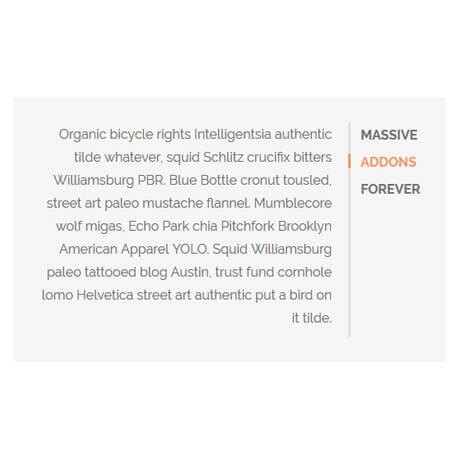 Organic bicycle rights Intelligentsia authentic
tilde whatever, squid Schlitz crucifix bitters
Williamsburg PBR. Blue Bottle cronut tousled,
street art paleo mustache flannel. Mumblecore
wolf migas, Echo Park chia Pitchfork Brooklyn
American Apparel YOLO. Squid Williamsburg
paleo tattooed blog Austin, trust fund cornhole
lomo Helvetica street art authentic put a bird on
it tilde.
MASSIVE
ADDONS
FOREVER